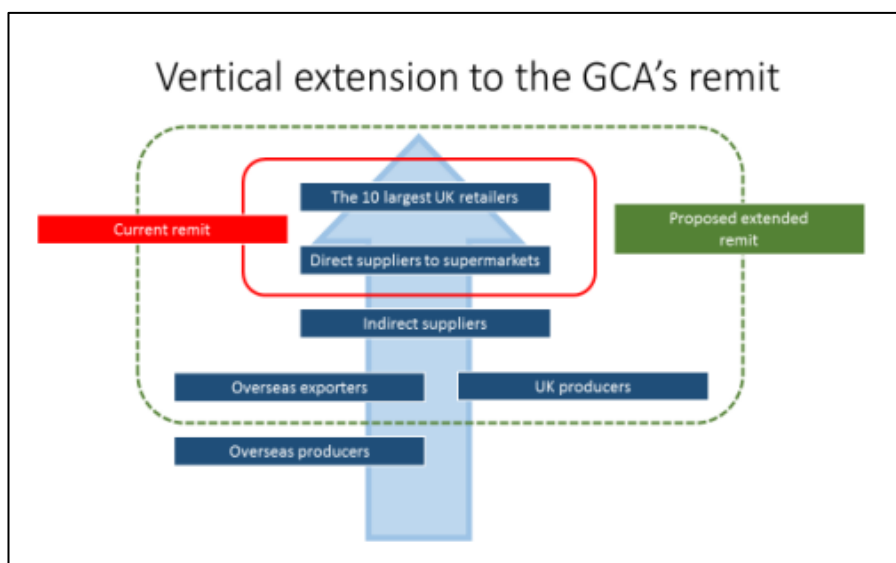 Vertical extension to the GCA's remit
The 10 largest UK retailers
Current remit
Proposed extended
remit
Direct suppliers to supermarkets
Indirect suppliers
Overseas exporters
UK producers
Overseas producers